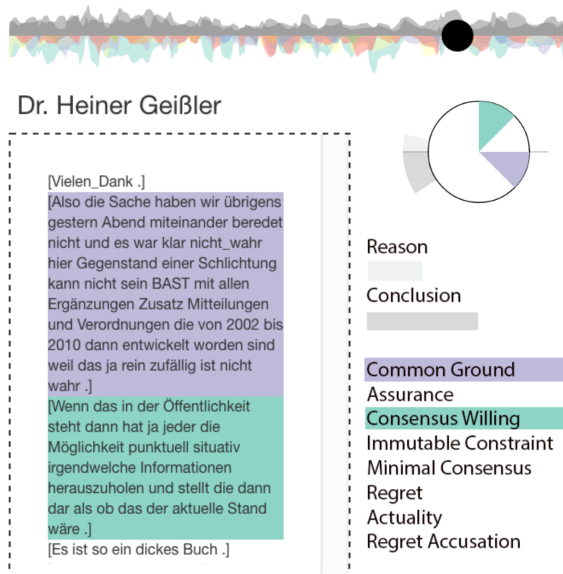 Dr. Heiner Geißler
[Vielen_Dank .]
[Also die Sache haben wir übrigens
gestern Abend miteinander beredet
nicht und es war klar nicht_wahr
hier Gegenstand einer Schlichtung
kann nicht sein BAST mit allen
Ergänzungen Zusatz Mitteilungen
und Verordnungen die von 2002 bis
2010 dann entwickelt worden sind
weil das ja rein zufällig ist nicht
wahr .]
[Wenn das in der Öffentlichkeit
steht dann hat ja jeder die
Möglichkeit punktuell situativ
irgendwelche Informationen
herauszuholen und stellt die dann
dar als ob das der aktuelle Stand
wäre .]
[Es ist so ein dickes Buch .]
Reason
Conclusion
Common Ground
Assurance
Consensus Willing
Immutable Constraint
Minimal Consensus
Regret
Actuality
Regret Accusation